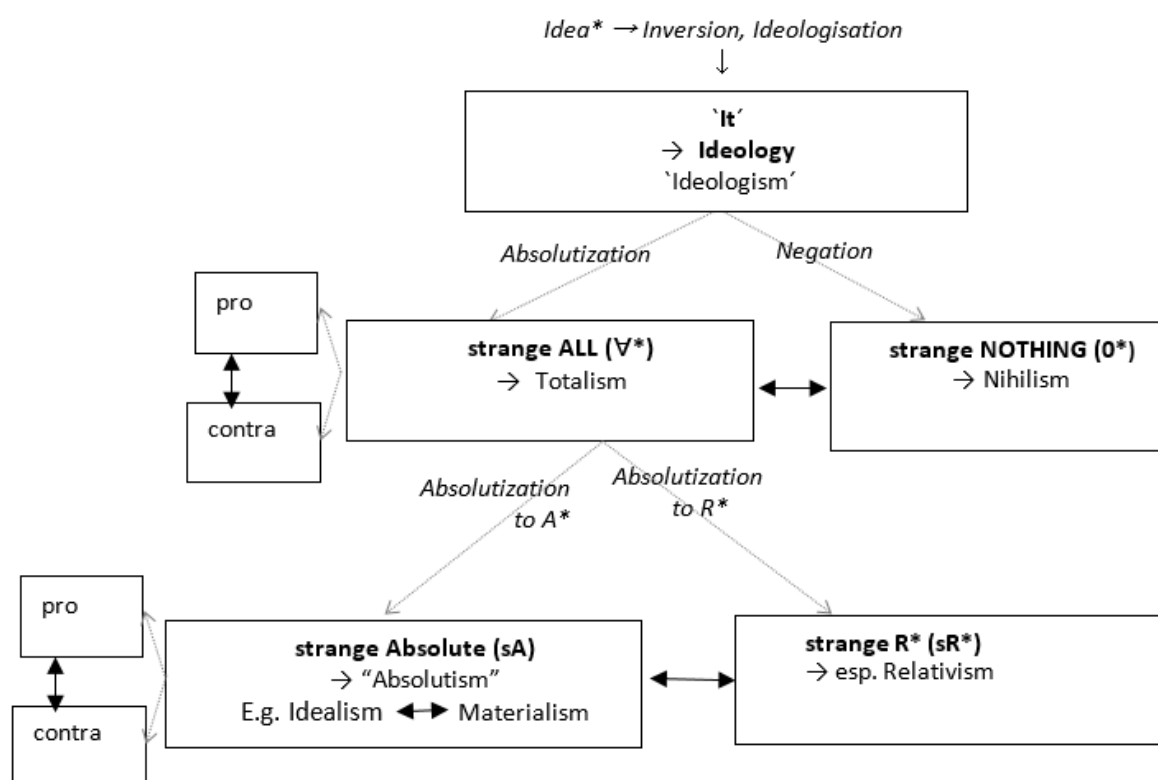 Idea* → Inversion, Ideologisation
↓
`It´
→ Ideology
`Ideologism´
Absolutization
Negation
pro
contra
strange ALL (∀*)
→ Totalism
strange NOTHING (0*)
→ Nihilism
Absolutization
to A*
Absolutization
to R*
pro
contra
strange Absolute (sA)
→ “Absolutism”
E.g. Idealism ◄► Materialism
strange R* (sR*)
→ esp. Relativism